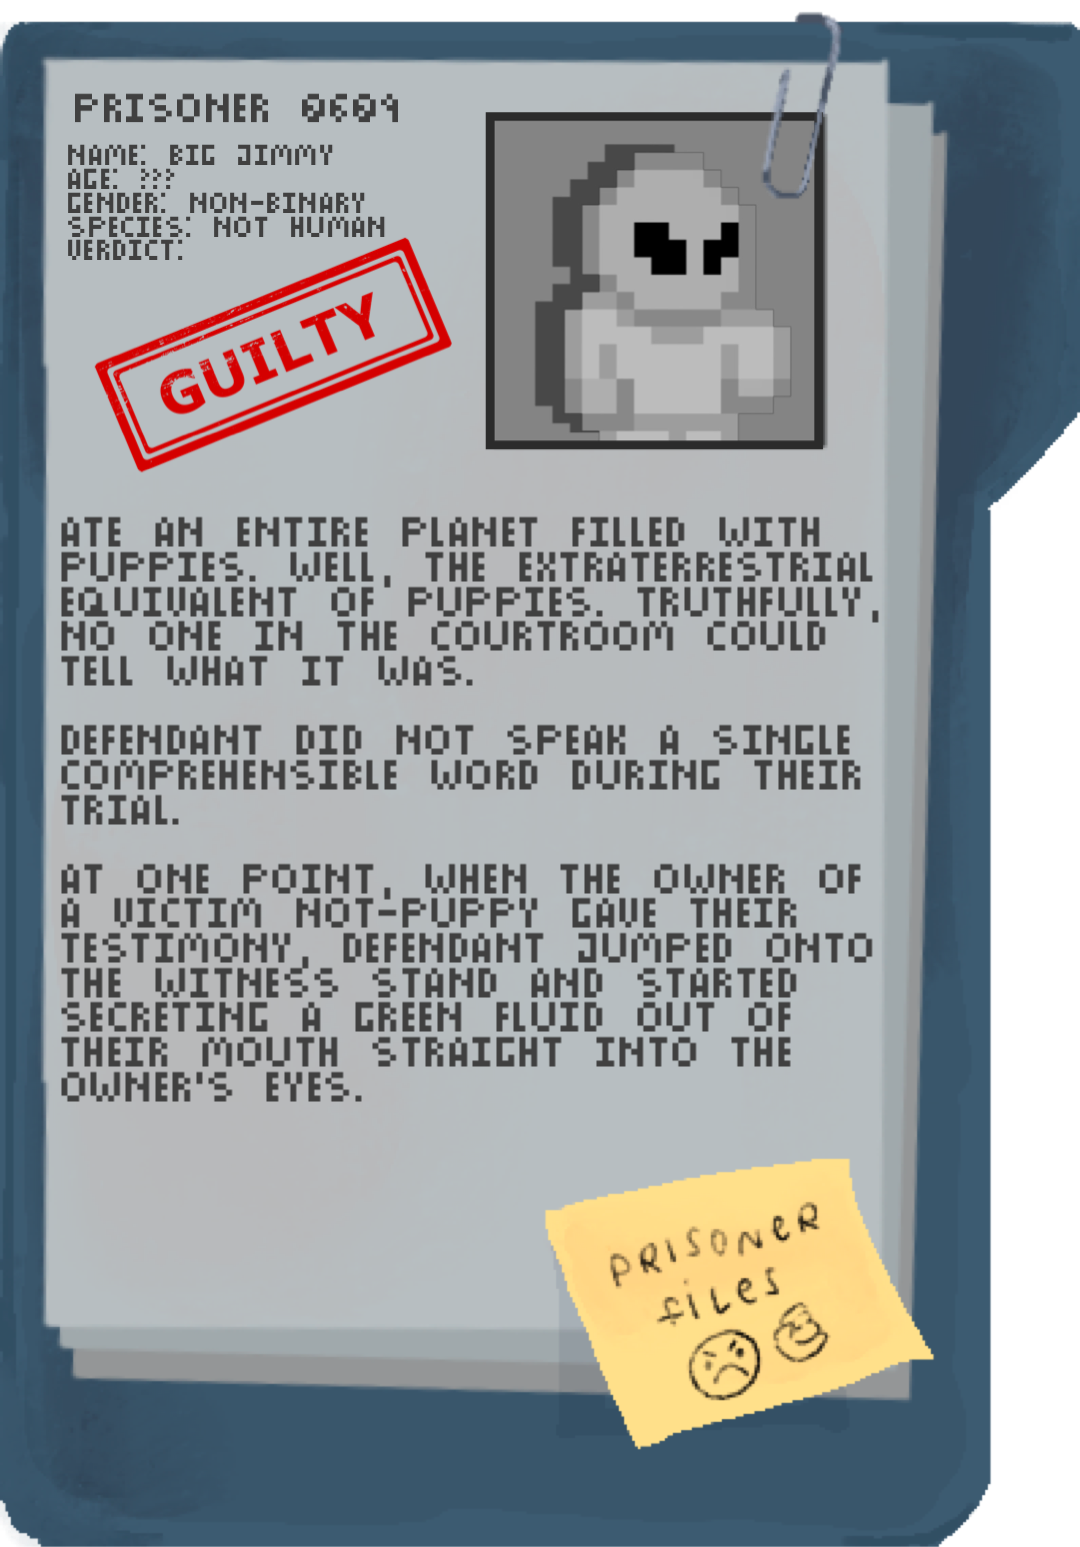 PRISONER 0609
NAME: BIG JIMMY
AGE: ???
GENDER: NON-BINARY
SPECIES: NOT HUMAN
VERDICT:
GUILTY
ATE AN ENTIRE PLANET FILLED WITH
PUPPIES. WELL, THE EXTRATERRESTRIAL
EQUIVALENT OF PUPPIES. TRUTHFULLY,
NO ONE IN THE COURTROOM COULD
TELL WHAT IT WAS.
DEFENDANT DID NOT SPEAK A SINGLE
COMPREHENSIBLE WORD DURING THEIR
TRIAL.
AT ONE POINT, WHEN THE OWNER OF
A VICTIM NOT-PUPPY GAVE THEIR
TESTIMONY, DEFENDANT JUMPED ONTO
THE WITNESS STAND AND STARTED
SECRETING A GREEN FLUID OUT OF
THEIR MOUTH STRAIGHT INTO THE
OWNER'S EYES.
PRISONER
files